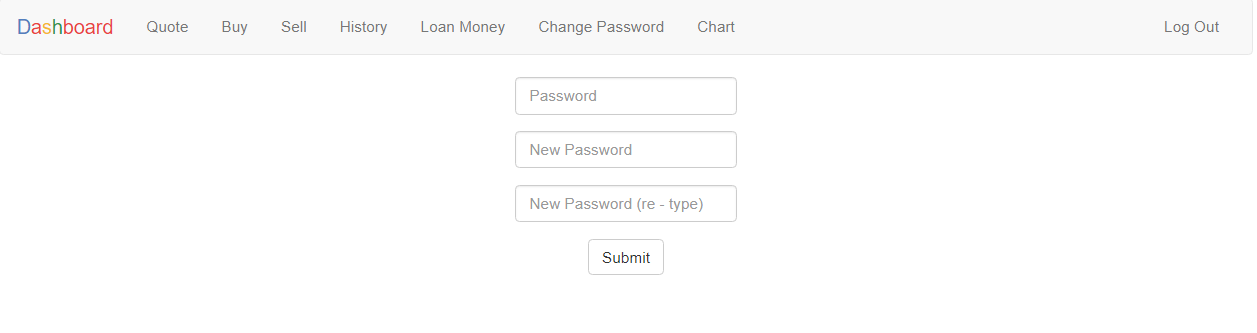 Dashboard Quote Buy Sell History Loan Money Change Password Chart Log Out
Password
New Password
New Password (re - type)
Submit